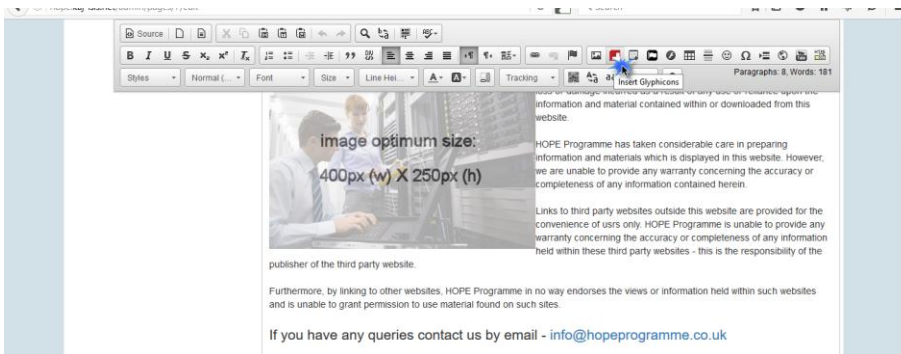 Source
B I U S x₂ x² Tx
Styles Normal (... Font Size Line Hei... A A Tracking
Insert Glyphicons
Paragraphs: 8, Words: 181
information and material contained within or downloaded from this
website.
image optimum size:
400px (w) X 250px (h)
HOPE Programme has taken considerable care in preparing
information and materials which is displayed in this website. However,
we are unable to provide any warranty concerning the accuracy or
completeness of any information contained herein.
Links to third party websites outside this website are provided for the
convenience of usrs only. HOPE Programme is unable to provide any
warranty concerning the accuracy or completeness of any information
held within these third party websites - this is the responsibility of the
publisher of the third party website.
Furthermore, by linking to other websites, HOPE Programme in no way endorses the views or information held within such websites
and is unable to grant permission to use material found on such sites.
If you have any queries contact us by email - info@hopeprogramme.co.uk